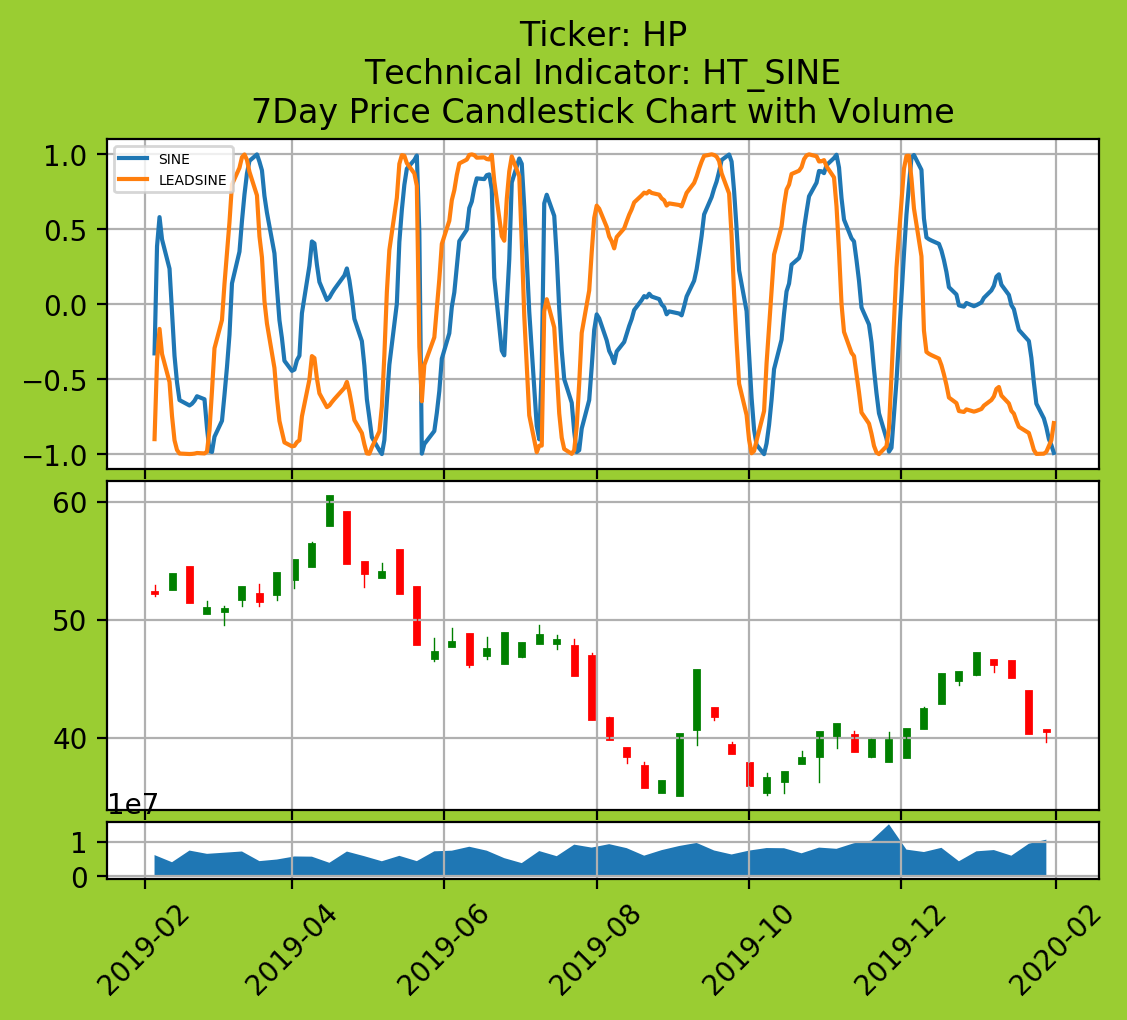 Ticker: HP
Technical Indicator: HT_SINE
7Day Price Candlestick Chart with Volume
1.0
0.5
0.0
−0.5
−1.0
SINE
LEADSINE
60
50
40
1e7
1
0
2019-02
2019-04
2019-06
2019-08
2019-10
2019-12
2020-02